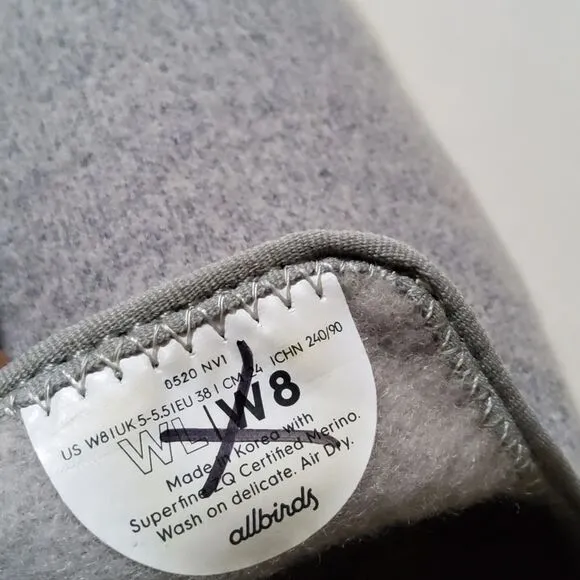 0520 NV1
US W8 | UK 5-5.5 | EU 38 | CM 24 | CHN 240/90
WL W8
Made in Korea with
Superfine ZQ Certified Merino.
Wash on delicate. Air Dry.
allbirds